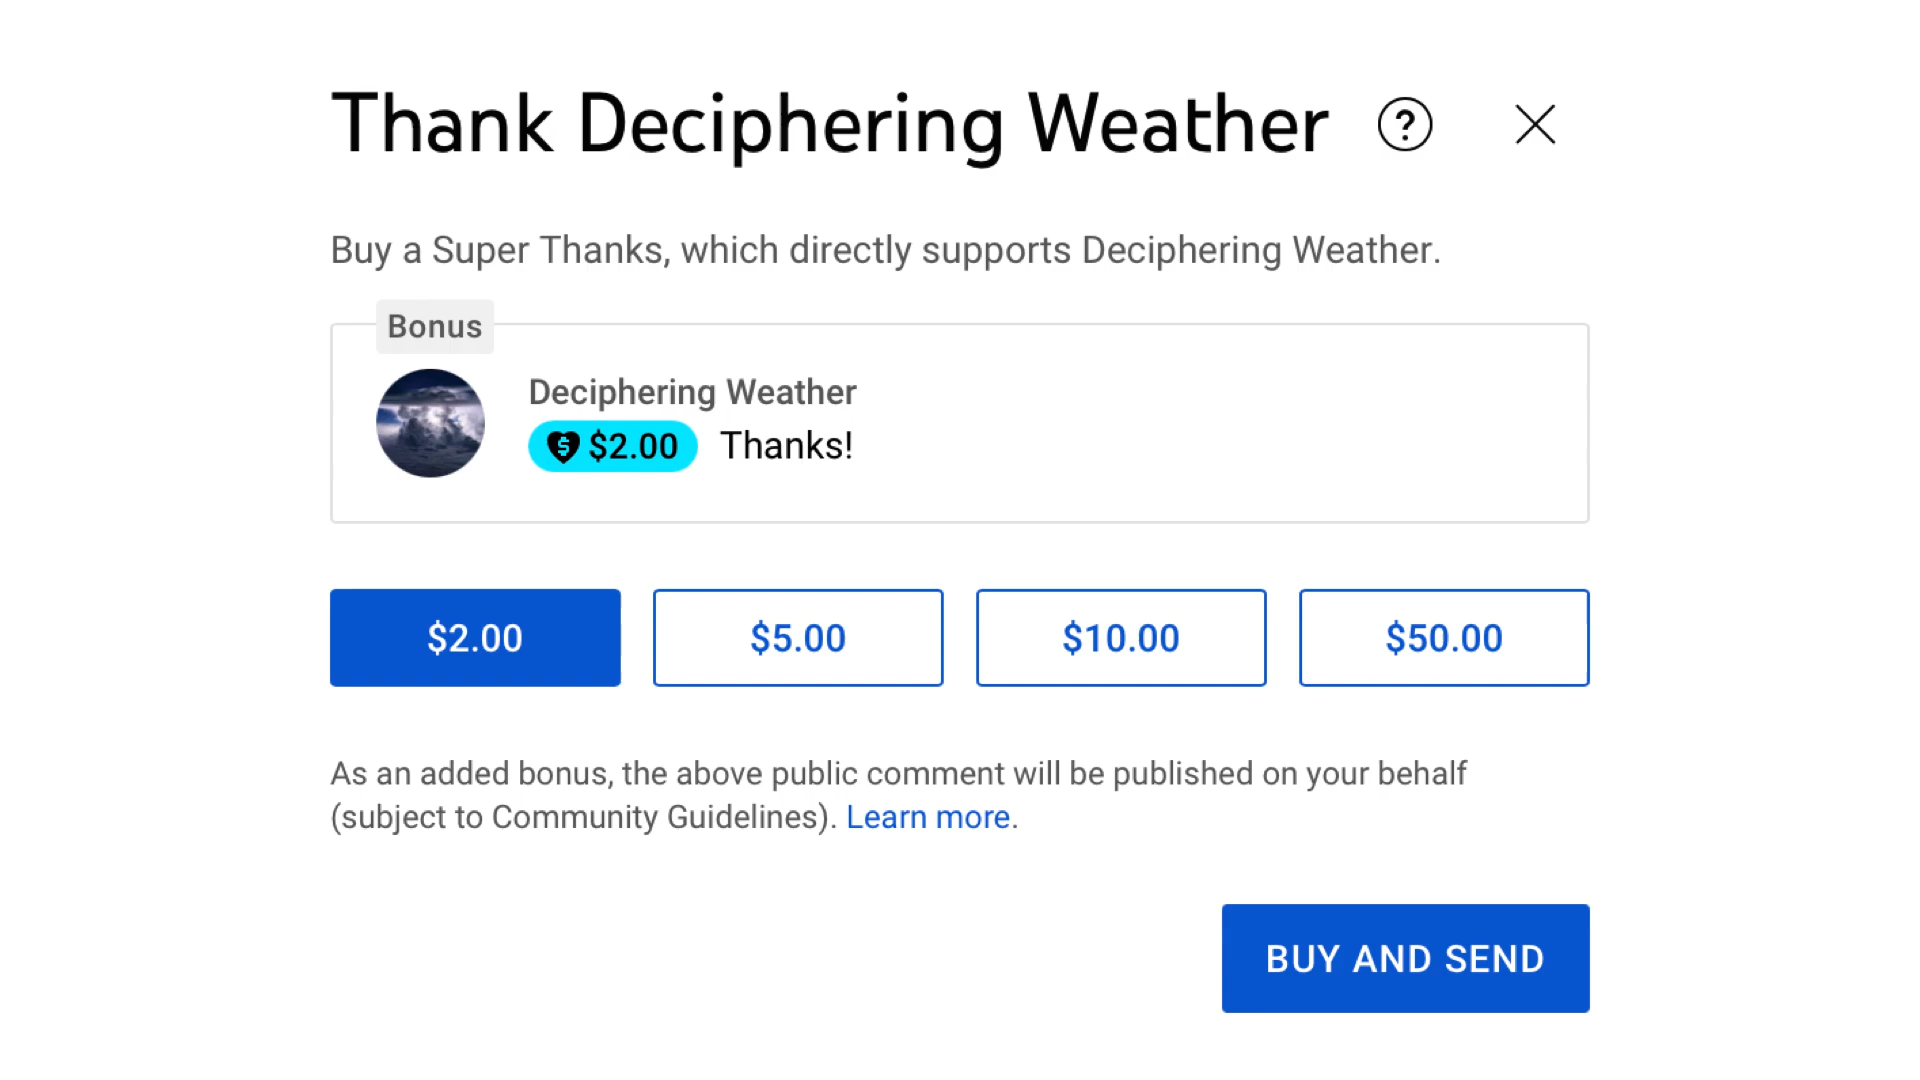 Thank Deciphering Weather ?
Buy a Super Thanks, which directly supports Deciphering Weather.
Bonus
Deciphering Weather
$ $2.00 Thanks!
$2.00 $5.00 $10.00 $50.00
As an added bonus, the above public comment will be published on your behalf
(subject to Community Guidelines). Learn more.
BUY AND SEND